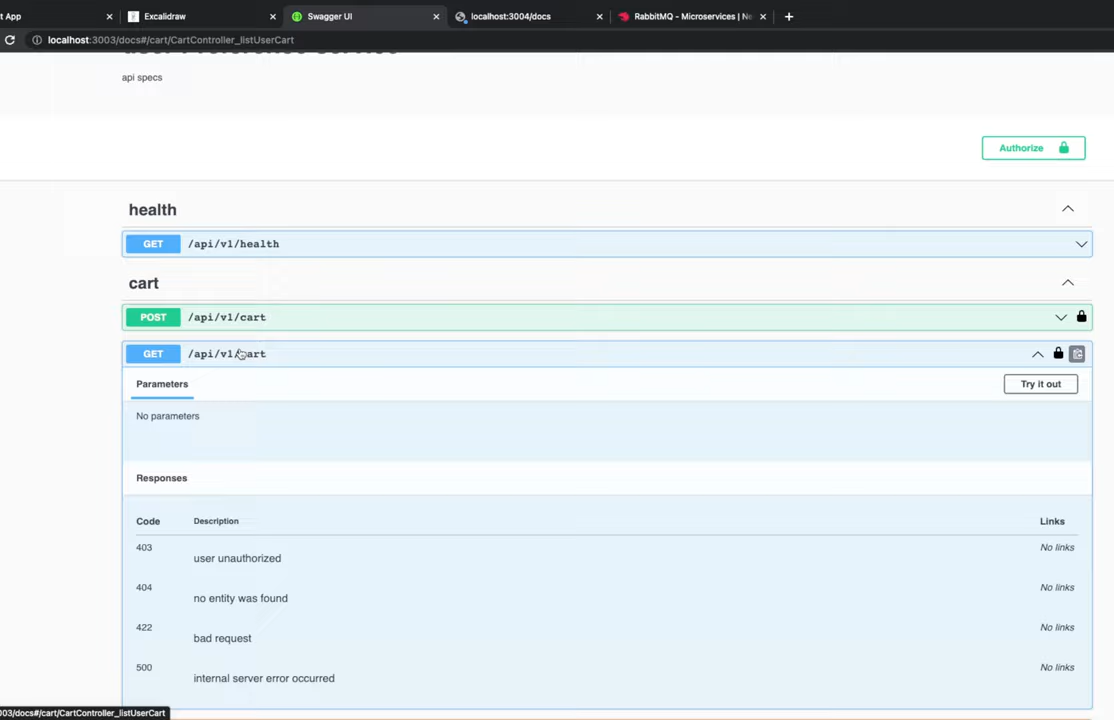 t App
Excalidraw
Swagger UI
localhost:3004/docs
RabbitMQ - Microservices | Ne
localhost:3003/docs#/cart/CartController_listUserCart
api specs
Authorize
health
GET /api/v1/health
cart
POST /api/v1/cart
GET /api/v1/cart
Parameters
Try it out
No parameters
Responses
Code Description Links
403 user unauthorized No links
404 no entity was found No links
422 bad request No links
500 internal server error occurred No links
003/docs#/cart/CartController_listUserCart